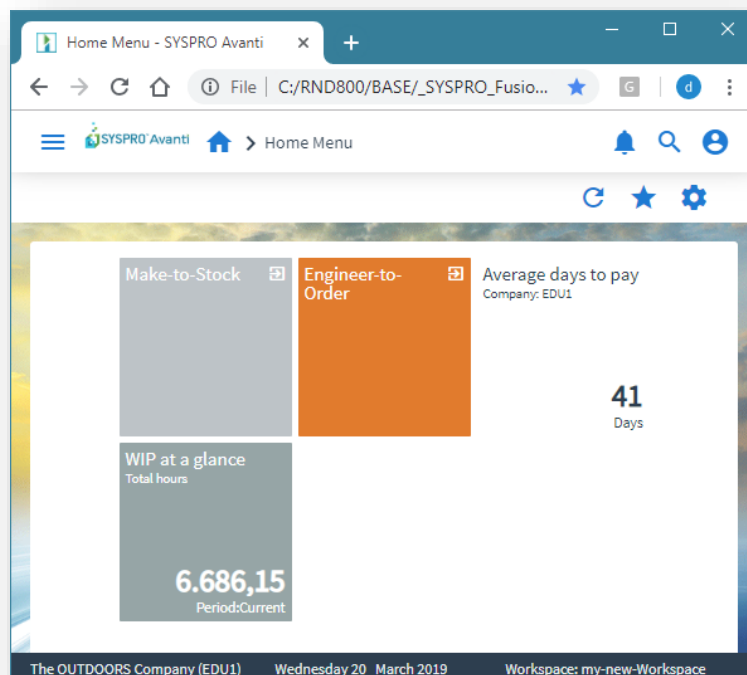 Home Menu - SYSPRO Avanti
File C:/RND800/BASE/_SYSPRO_Fusio...
G
d
SYSPRO Avanti Home Menu
Make-to-Stock
Engineer-to-
Order
Average days to pay
Company: EDU1
41
Days
WIP at a glance
Total hours
6.686,15
Period:Current
The OUTDOORS Company (EDU1) Wednesday 20 March 2019 Workspace: my-new-Workspace